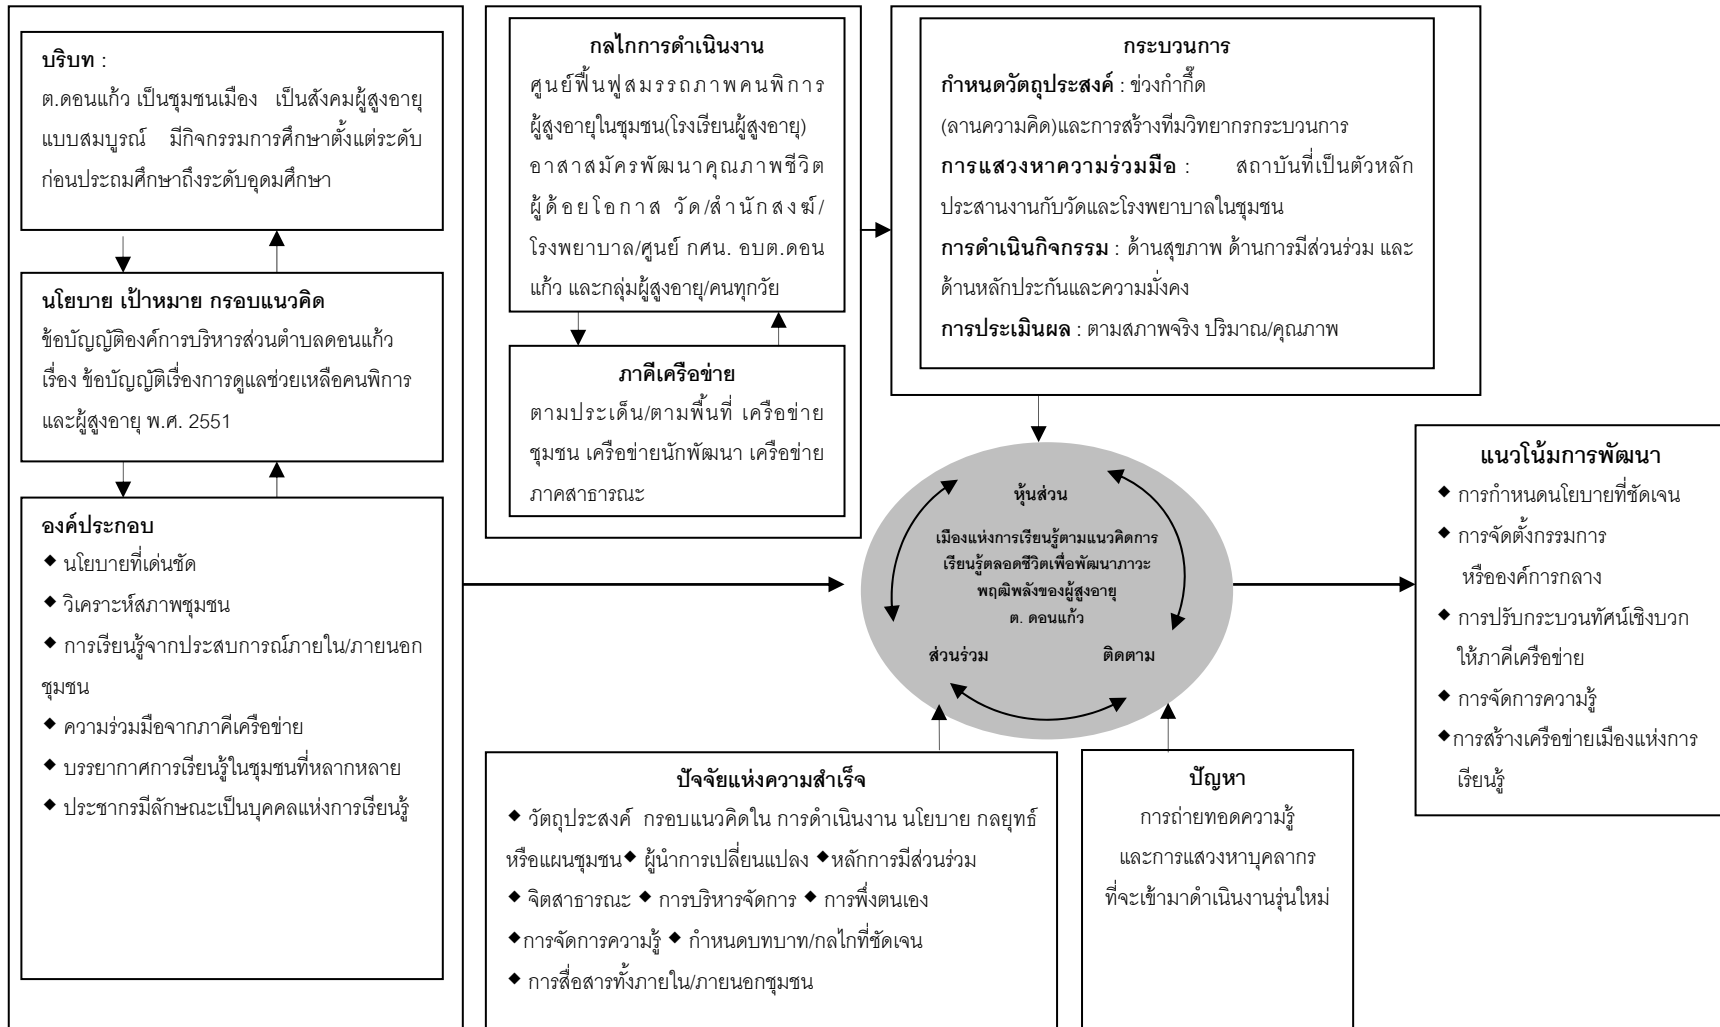 บริบท :
ต.ดอนแก้ว เป็นชุมชนเมือง เป็นสังคมผู้สูงอายุ
แบบสมบูรณ์ มีกิจกรรมการศึกษาตั้งแต่ระดับ
ก่อนประถมศึกษาถึงระดับอุดมศึกษา
นโยบาย เป้าหมาย กรอบแนวคิด
ข้อบัญญัติองค์การบริหารส่วนตำบลดอนแก้ว
เรื่อง ข้อบัญญัติเรื่องการดูแลช่วยเหลือคนพิการ
และผู้สูงอายุ พ.ศ. 2551
องค์ประกอบ
◆ นโยบายที่เด่นชัด
◆ วิเคราะห์สภาพชุมชน
◆ การเรียนรู้จากประสบการณ์ภายใน/ภายนอก
ชุมชน
◆ ความร่วมมือจากภาคีเครือข่าย
◆ บรรยากาศการเรียนรู้ในชุมชนที่หลากหลาย
◆ ประชากรมีลักษณะเป็นบุคคลแห่งการเรียนรู้
กลไกการดำเนินงาน
ศูนย์ฟื้นฟูสมรรถภาพคนพิการ
ผู้สูงอายุในชุมชน(โรงเรียนผู้สูงอายุ)
อาสาสมัครพัฒนาคุณภาพชีวิต
ผู้ด้อยโอกาส วัด/สำนักสงฆ์/
โรงพยาบาล/ศูนย์ กศน. อบต.ดอน
แก้ว และกลุ่มผู้สูงอายุ/คนทุกวัย
ภาคีเครือข่าย
ตามประเด็น/ตามพื้นที่ เครือข่าย
ชุมชน เครือข่ายนักพัฒนา เครือข่าย
ภาคสาธารณะ
กระบวนการ
กำหนดวัตถุประสงค์ : ข่วงกำกึ๊ด
(ลานความคิด)และการสร้างทีมวิทยากรกระบวนการ
การแสวงหาความร่วมมือ : สถาบันที่เป็นตัวหลัก
ประสานงานกับวัดและโรงพยาบาลในชุมชน
การดำเนินกิจกรรม : ด้านสุขภาพ ด้านการมีส่วนร่วม และ
ด้านหลักประกันและความมั่งคง
การประเมินผล : ตามสภาพจริง ปริมาณ/คุณภาพ
หุ้นส่วน
เมืองแห่งการเรียนรู้ตามแนวคิดการ
เรียนรู้ตลอดชีวิตเพื่อพัฒนาภาวะ
พฤฒิพลังของผู้สูงอายุ
ต. ดอนแก้ว
ส่วนร่วม
ติดตาม
แนวโน้มการพัฒนา
◆ การกำหนดนโยบายที่ชัดเจน
◆ การจัดตั้งกรรมการ
หรือองค์การกลาง
◆ การปรับกระบวนทัศน์เชิงบวก
ให้ภาคีเครือข่าย
◆ การจัดการความรู้
◆การสร้างเครือข่ายเมืองแห่งการ
เรียนรู้
ปัจจัยแห่งความสำเร็จ
◆ วัตถุประสงค์ กรอบแนวคิดใน การดำเนินงาน นโยบาย กลยุทธ์
หรือแผนชุมชน◆ ผู้นำการเปลี่ยนแปลง ◆หลักการมีส่วนร่วม
◆ จิตสาธารณะ ◆ การบริหารจัดการ ◆ การพึ่งตนเอง
◆การจัดการความรู้ ◆ กำหนดบทบาท/กลไกที่ชัดเจน
◆ การสื่อสารทั้งภายใน/ภายนอกชุมชน
ปัญหา
การถ่ายทอดความรู้
และการแสวงหาบุคลากร
ที่จะเข้ามาดำเนินงานรุ่นใหม่